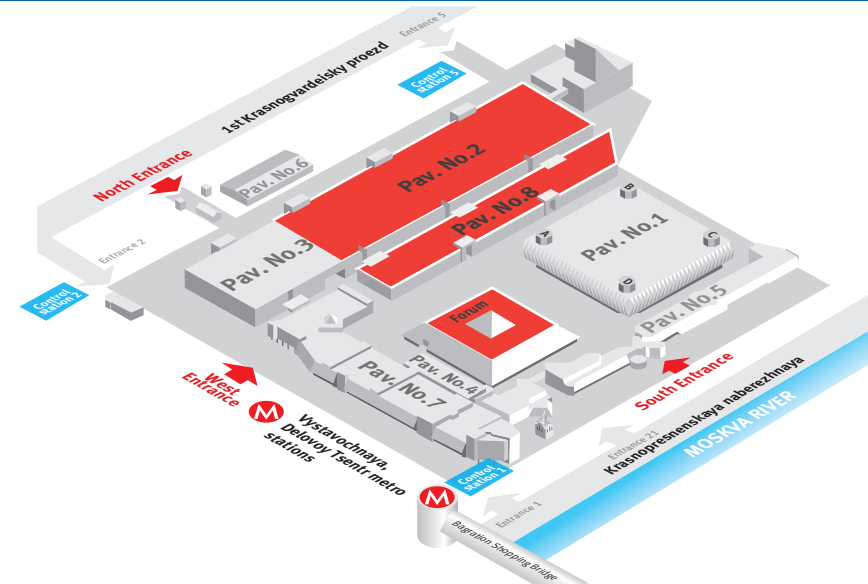 Entrance 5
1st Krasnogvardeisky proezd
Control
station 5
North Entrance
Pav. No.6
Pav. No.2
Pav. No.8
B
A
C
D
Pav. No.1
Entrance 2
Pav. No.3
Control
station 2
Forum
Pav. No.5
West
Entrance
Pav. No.4
Pav. No.7
South Entrance
M
Vystavochnaya,
Delovoy Tsentr metro
stations
Krasnopresnenskaya naberezhnaya
MOSKVA RIVER
Entrance 21
Control
station 1
M
Entrance 1
Bagration Shopping Bridge